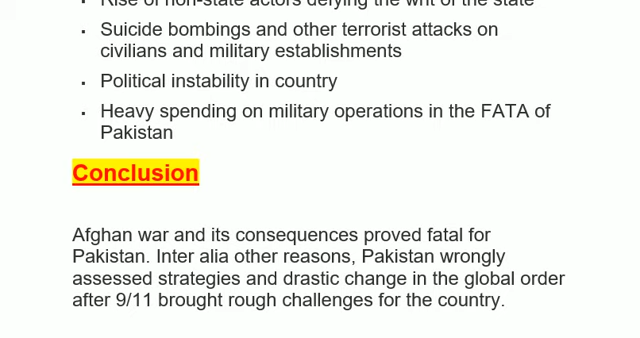 ▪ Rise of non-state actors defying the writ of the state
▪ Suicide bombings and other terrorist attacks on
civilians and military establishments
▪ Political instability in country
▪ Heavy spending on military operations in the FATA of
Pakistan
Conclusion
Afghan war and its consequences proved fatal for
Pakistan. Inter alia other reasons, Pakistan wrongly
assessed strategies and drastic change in the global order
after 9/11 brought rough challenges for the country.